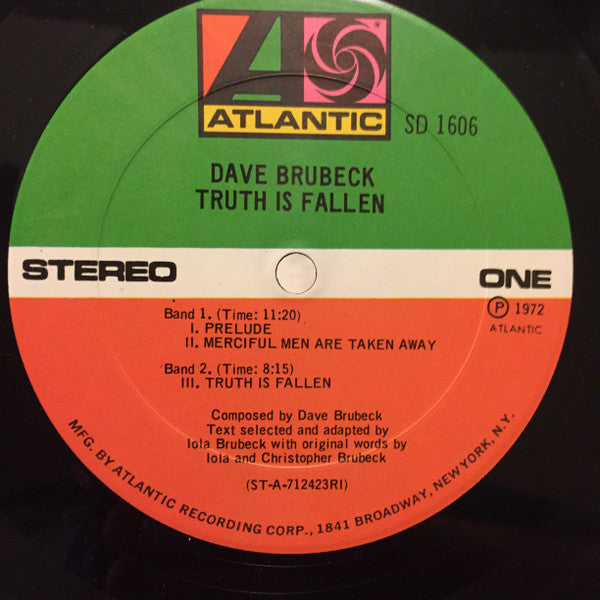 ATLANTIC
SD 1606
DAVE BRUBECK
TRUTH IS FALLEN
STEREO
ONE
Ⓟ 1972
ATLANTIC
Band 1. (Time: 11:20)
I. PRELUDE
II. MERCIFUL MEN ARE TAKEN AWAY
Band 2. (Time: 8:15)
III. TRUTH IS FALLEN
Composed by Dave Brubeck
Text selected and adapted by
Iola Brubeck with original words by
Iola and Christopher Brubeck
(ST-A-712423RI)
MFG. BY ATLANTIC RECORDING CORP., 1841 BROADWAY, NEW YORK, N.Y.